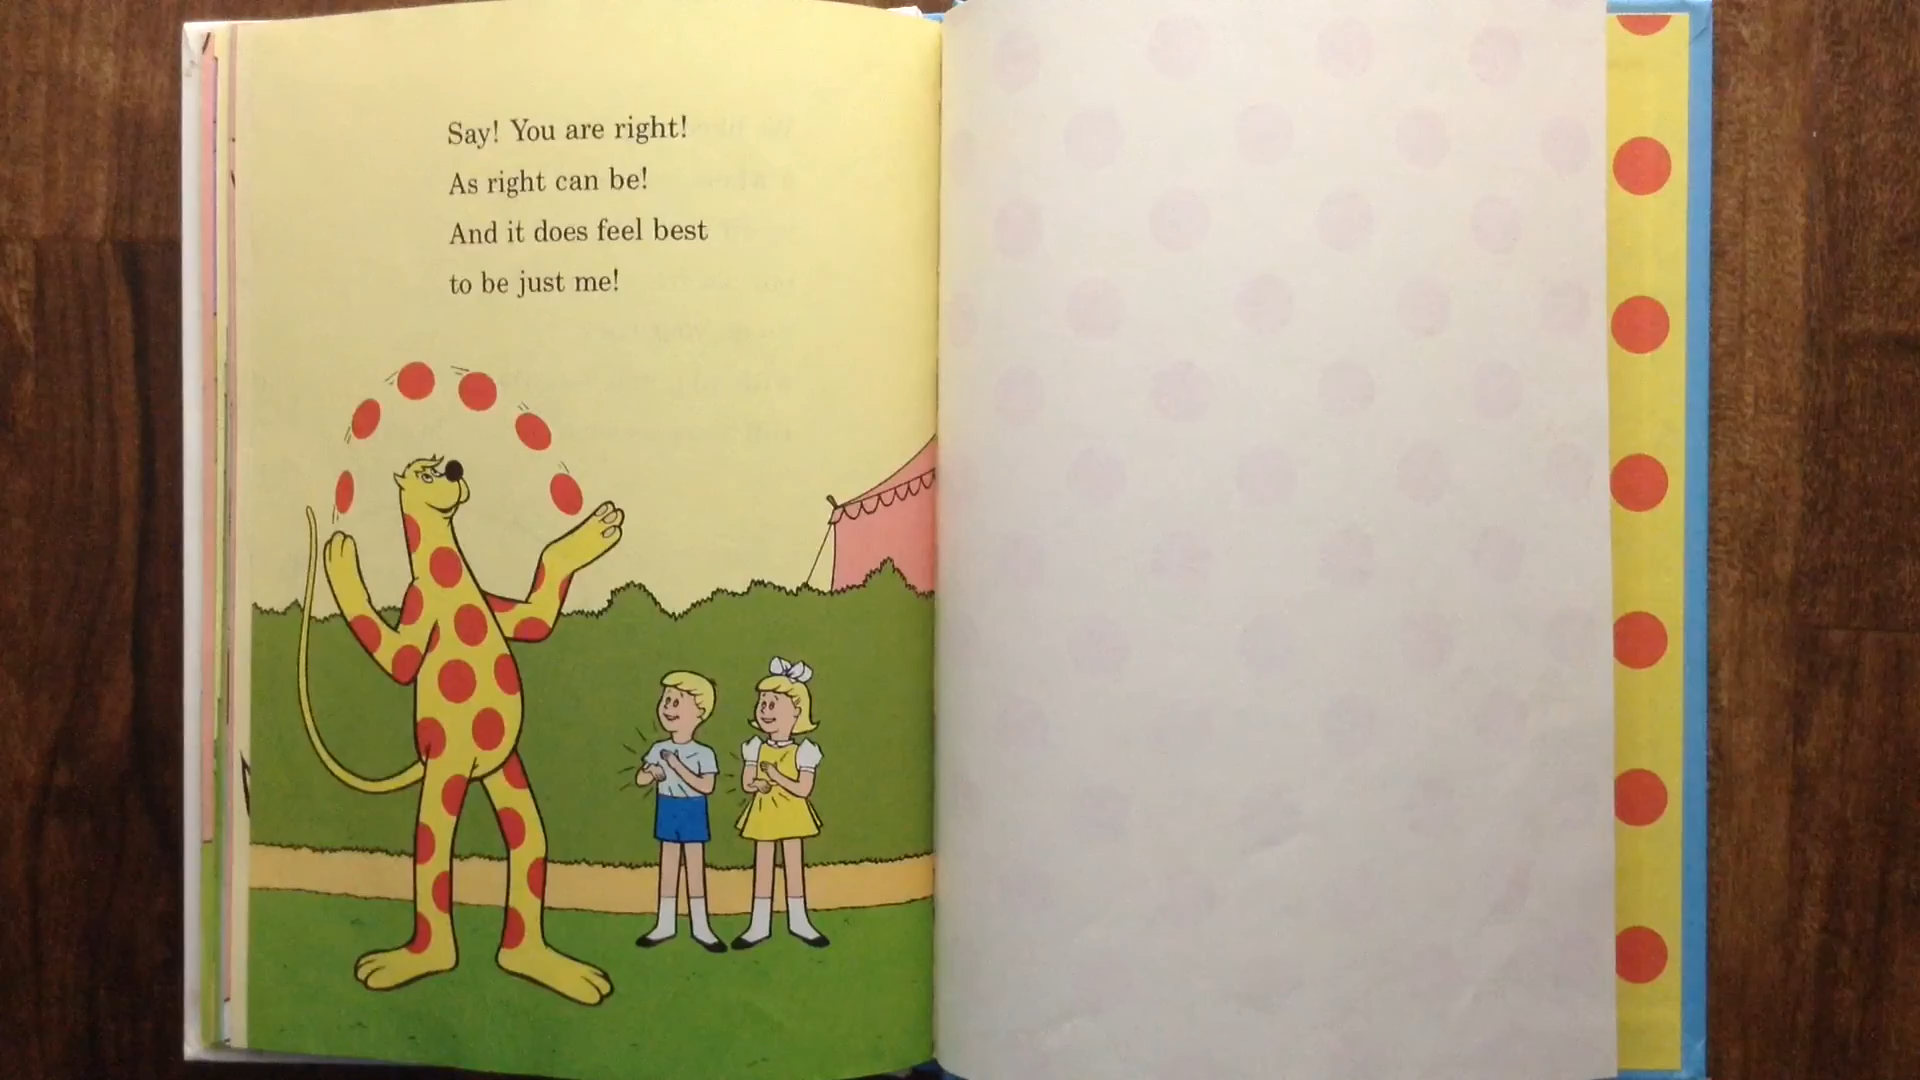 Say! You are right!
As right can be!
And it does feel best
to be just me!